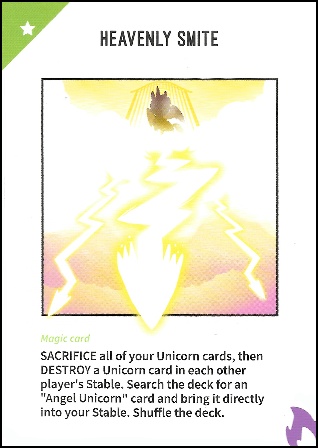 HEAVENLY SMITE
Magic card
SACRIFICE all of your Unicorn cards, then
DESTROY a Unicorn card in each other
player's Stable. Search the deck for an
"Angel Unicorn" card and bring it directly
into your Stable. Shuffle the deck.